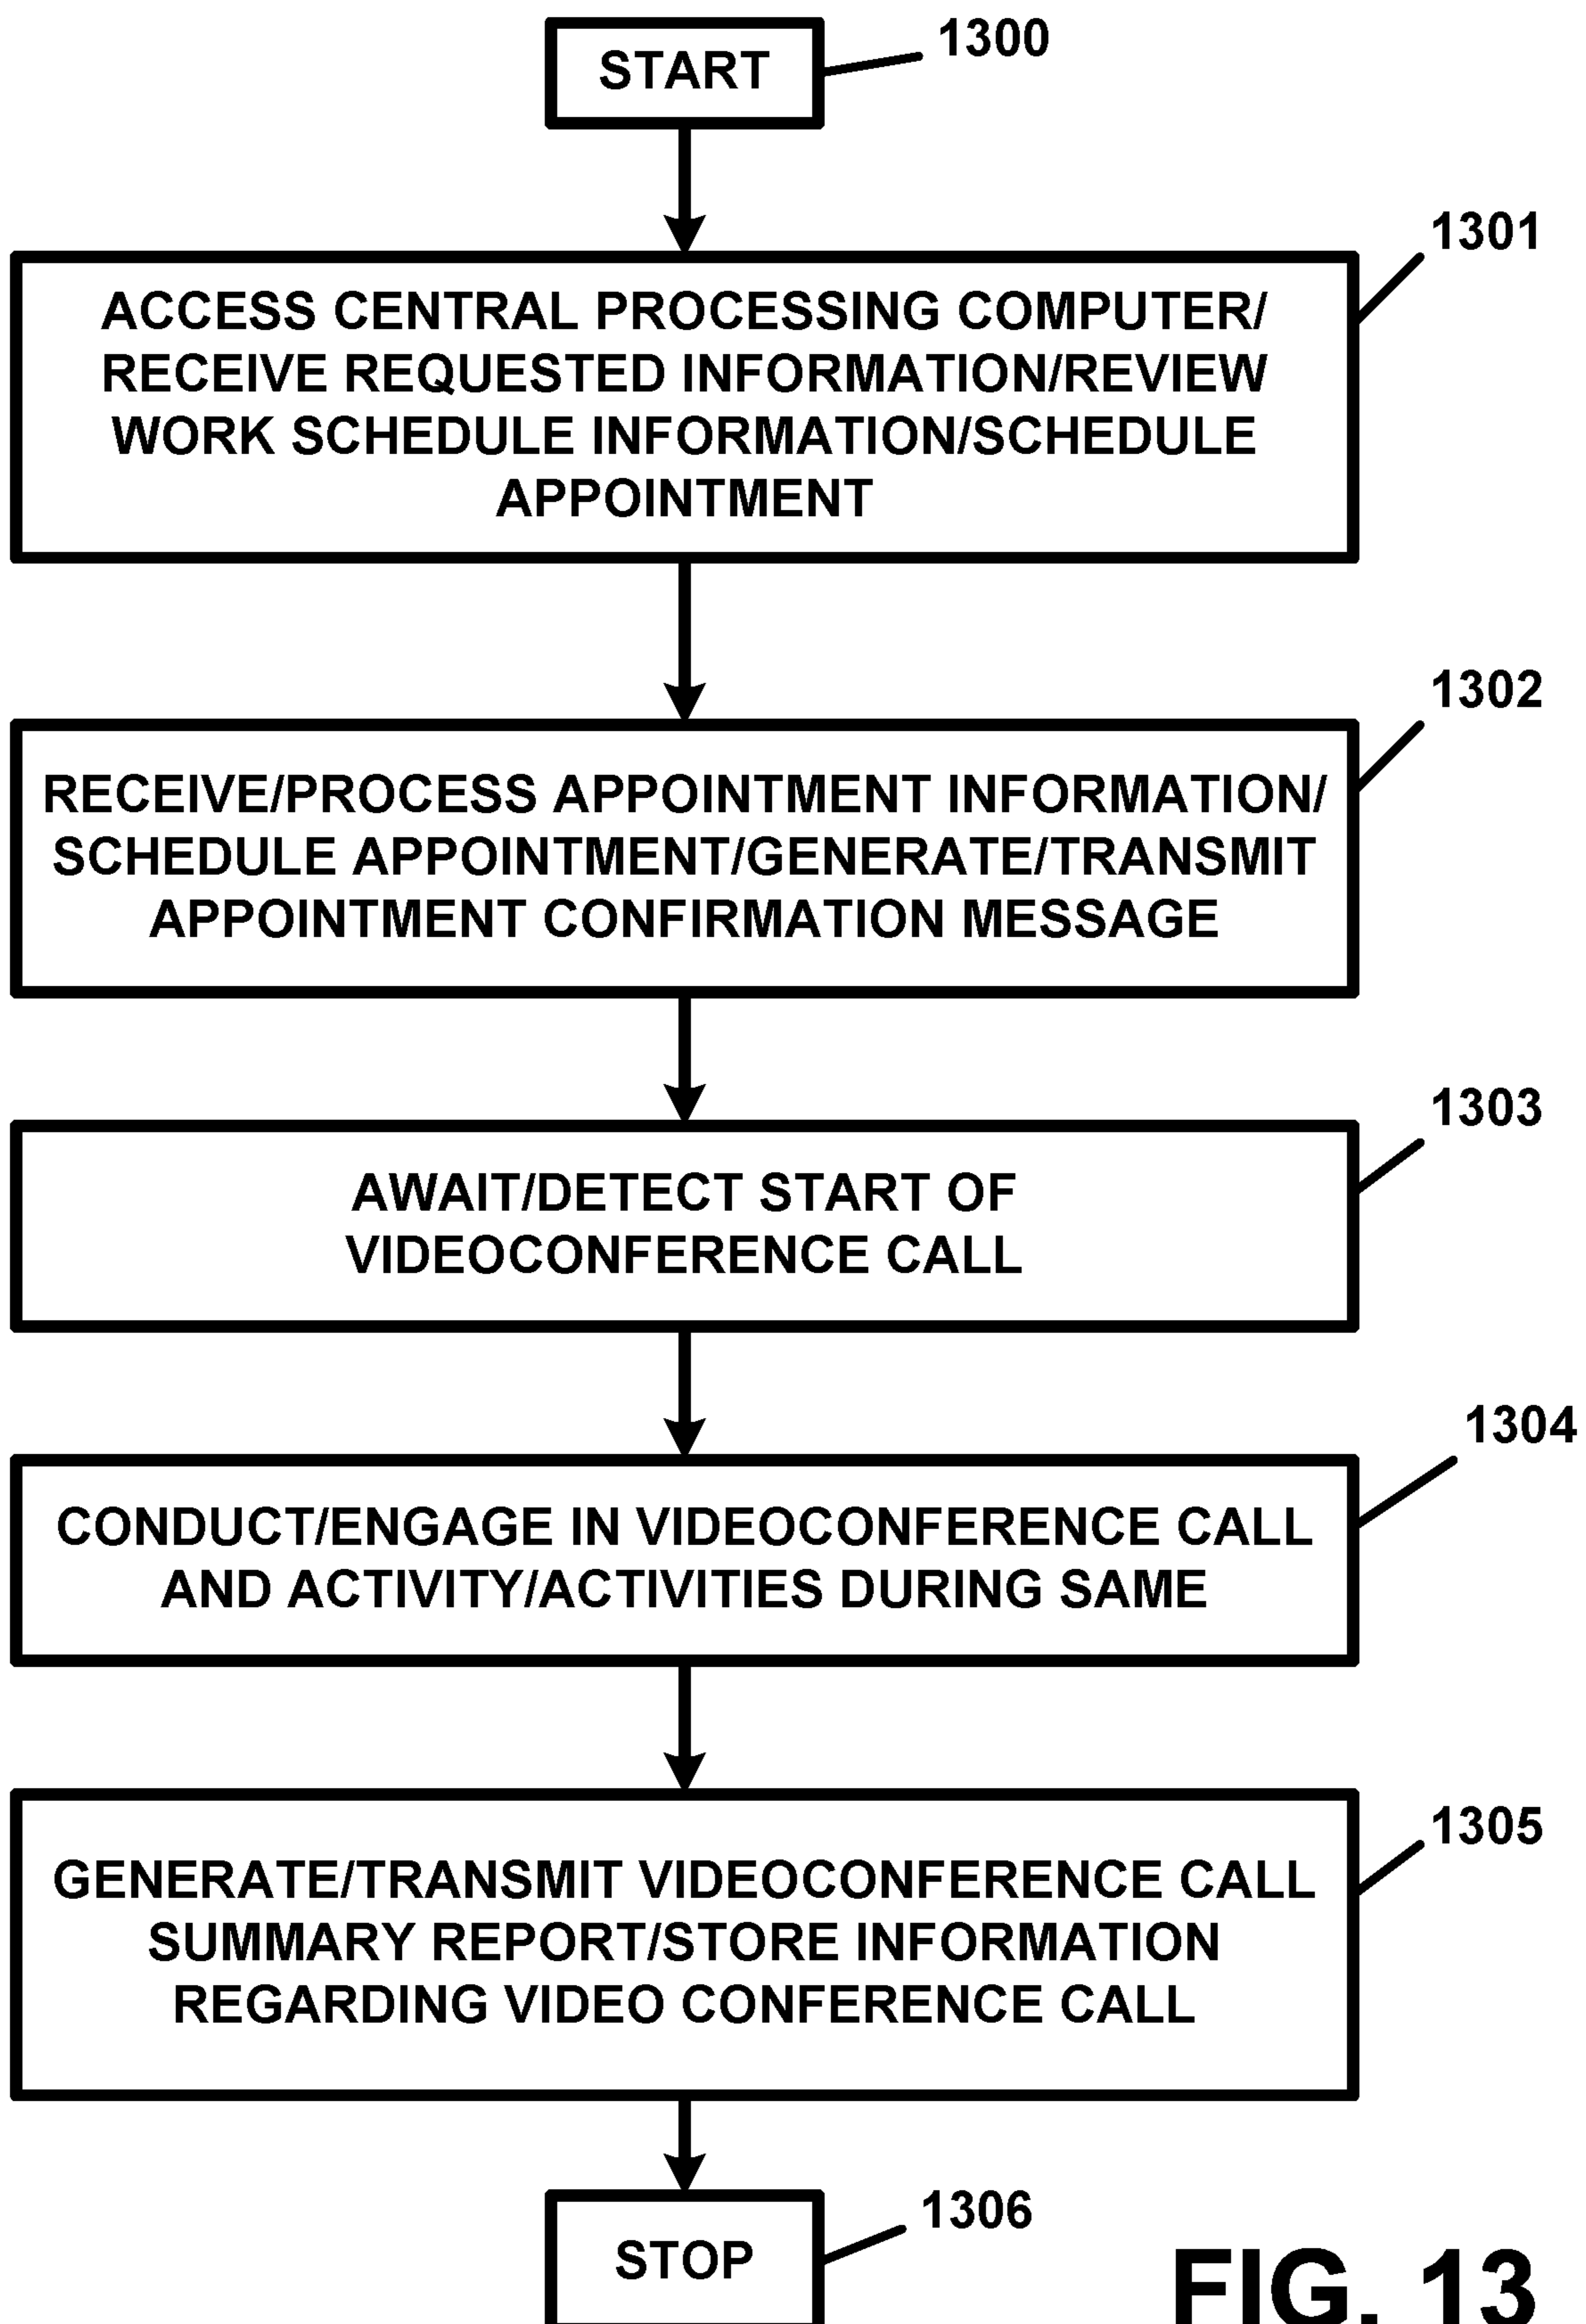 START
1300
1301
ACCESS CENTRAL PROCESSING COMPUTER/
RECEIVE REQUESTED INFORMATION/REVIEW
WORK SCHEDULE INFORMATION/SCHEDULE
APPOINTMENT
1302
RECEIVE/PROCESS APPOINTMENT INFORMATION/
SCHEDULE APPOINTMENT/GENERATE/TRANSMIT
APPOINTMENT CONFIRMATION MESSAGE
1303
AWAIT/DETECT START OF
VIDEOCONFERENCE CALL
1304
CONDUCT/ENGAGE IN VIDEOCONFERENCE CALL
AND ACTIVITY/ACTIVITIES DURING SAME
1305
GENERATE/TRANSMIT VIDEOCONFERENCE CALL
SUMMARY REPORT/STORE INFORMATION
REGARDING VIDEO CONFERENCE CALL
1306
STOP
FIG. 13